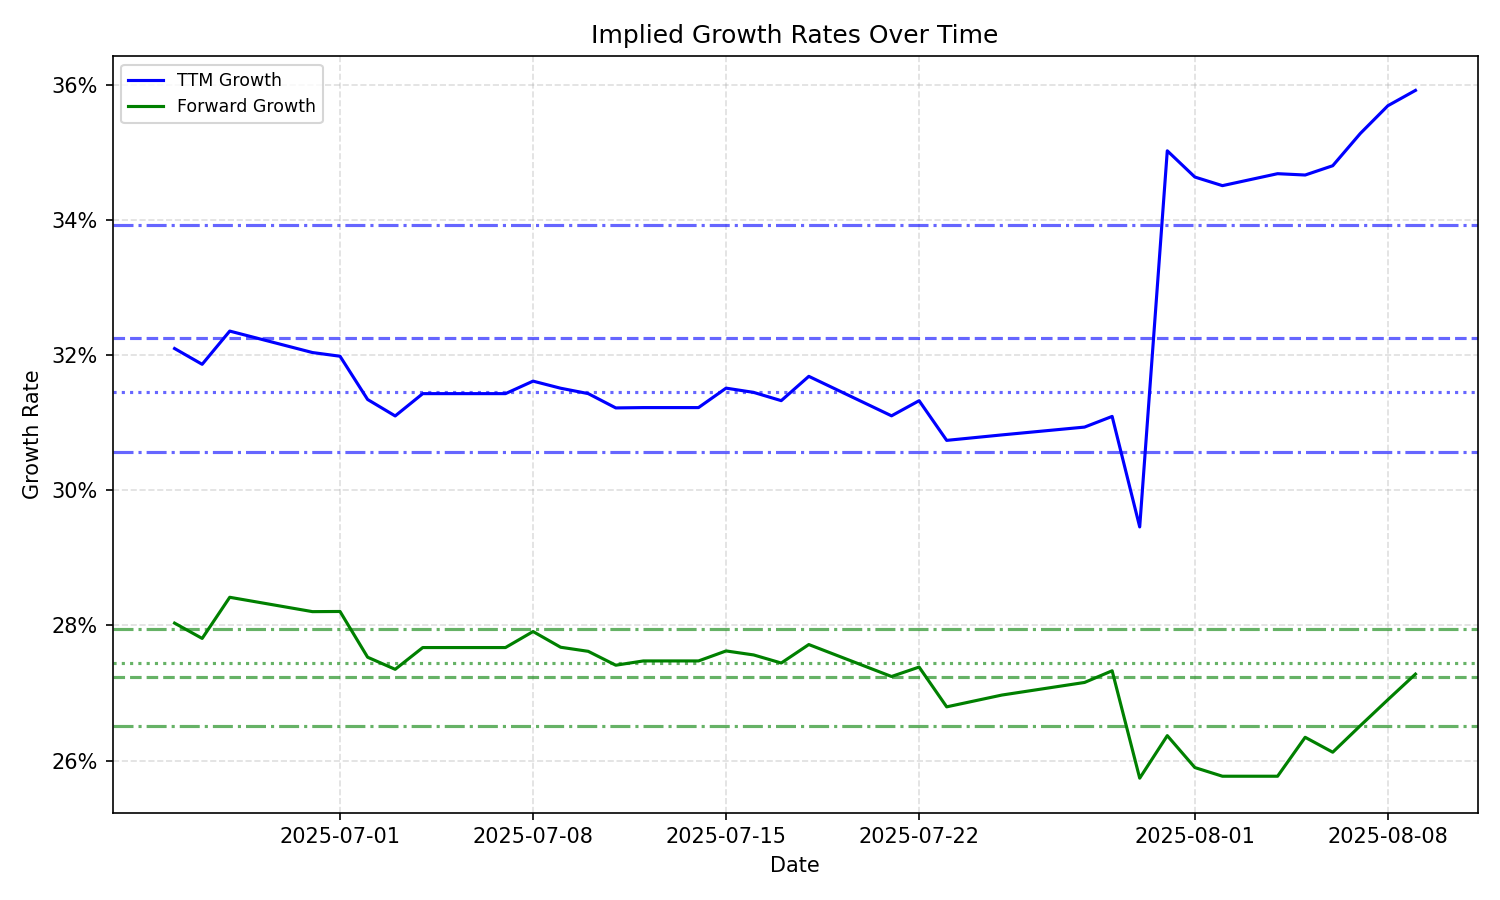 Implied Growth Rates Over Time
TTM Growth
Forward Growth
36%
34%
32%
30%
28%
26%
Growth Rate
2025-07-01
2025-07-08
2025-07-15
2025-07-22
2025-08-01
2025-08-08
Date